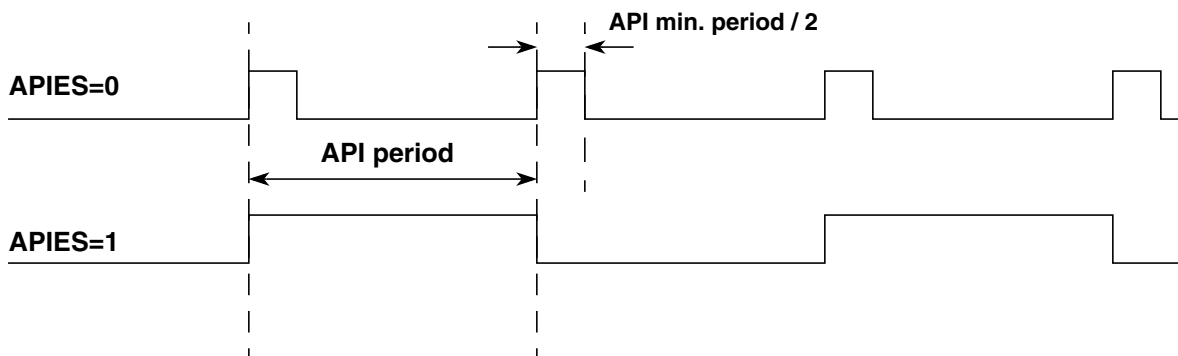 API min. period / 2
APIES=0
API period
APIES=1